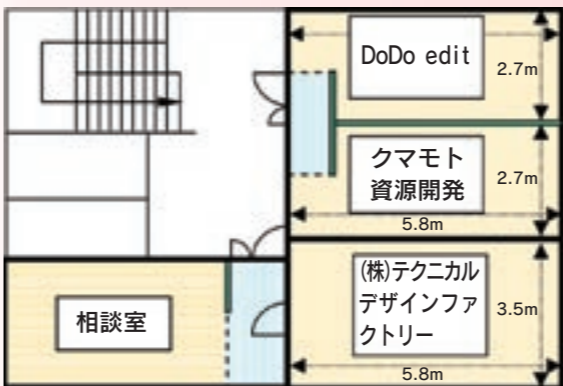 DoDo edit
2.7m
クマモト
資源開発
2.7m
5.8m
(株)テクニカル
デザインファ
クトリー
3.5m
5.8m
相談室